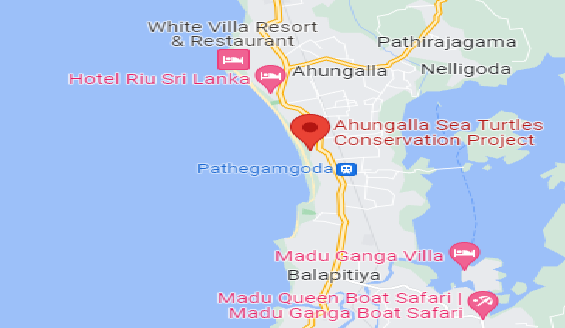 White Villa Resort
& Restaurant
Pathirajagama
Hotel Riu Sri Lanka
Ahungalla
Nelligoda
Ahungalla Sea Turtles
Conservation Project
Pathegamgoda
Madu Ganga Villa
Balapitiya
Madu Queen Boat Safari |
Madu Ganga Boat Safari